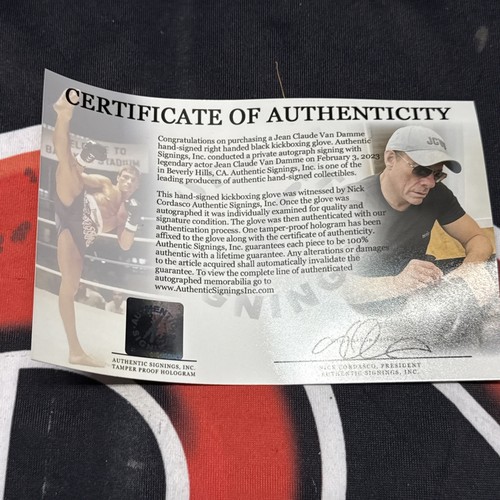 CERTIFICATE OF AUTHENTICITY
Congratulations on purchasing a Jean Claude Van Damme
hand-signed right handed black kickboxing glove. Authentic
Signings, Inc. conducted a private autograph signing with
legendary actor Jean Claude Van Damme on February 3, 2023
in Beverly Hills, CA. Authentic Signings, Inc. is one of the
leading producers of authentic hand-signed collectibles.
This hand-signed kickboxing glove was witnessed by Nick
Cordasco Authentic Signings, Inc. Once the glove was
autographed it was individually examined for quality and
signature condition. The glove was then authenticated with our
authentication process. One tamper-proof hologram has been
affixed to the glove along with the certificate of authenticity.
Authentic Signings, Inc. guarantees each piece to be 100%
authentic with a lifetime guarantee. Any alterations or damages
to the article acquired shall automatically invalidate the
guarantee. To view the complete line of authenticated
autographed memorabilia go to
www.AuthenticSigningsInc.com
AUTHENTIC SIGNINGS, INC.
TAMPER PROOF HOLOGRAM
NICK CORDASCO, PRESIDENT
AUTHENTIC SIGNINGS, INC.